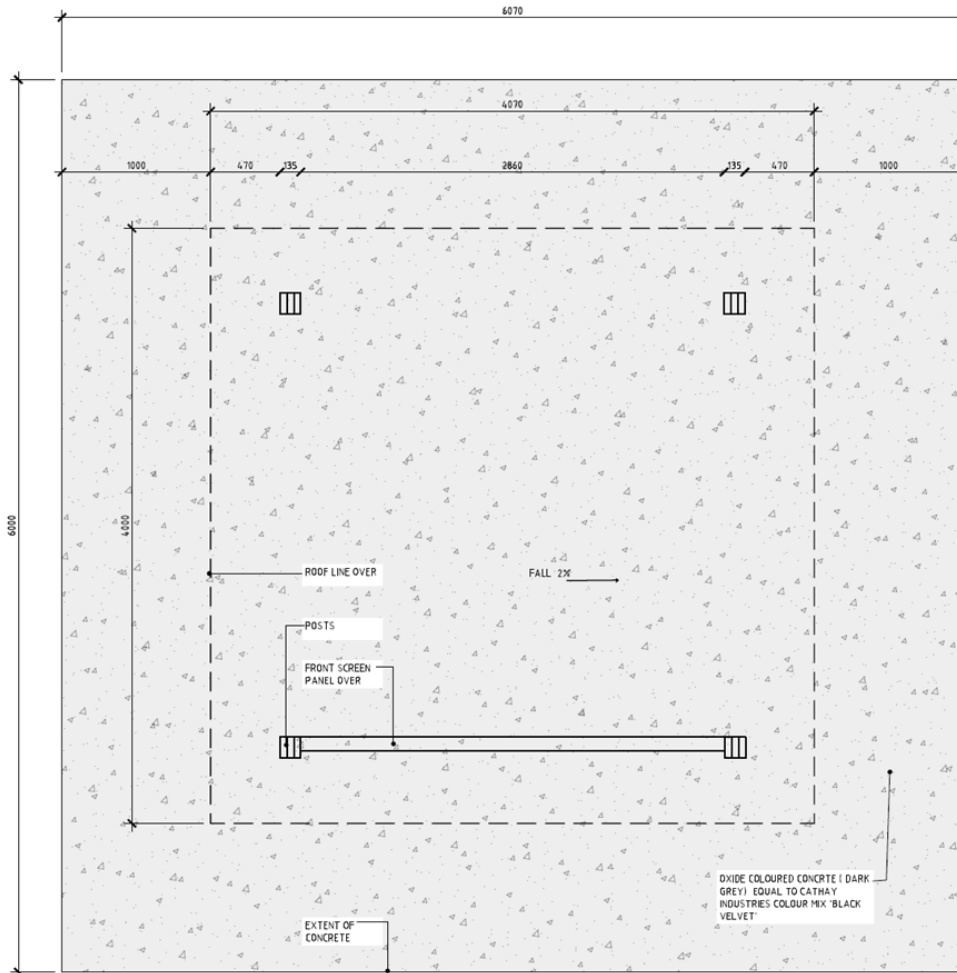 6070
4070
1000 470 135 2860 135 470 1000
6000
4000
ROOF LINE OVER
FALL 2%
POSTS
FRONT SCREEN
PANEL OVER
OXIDE COLOURED CONCRTE ( DARK
GREY) EQUAL TO CATHAY
INDUSTRIES COLOUR MIX 'BLACK
VELVET'
EXTENT OF
CONCRETE